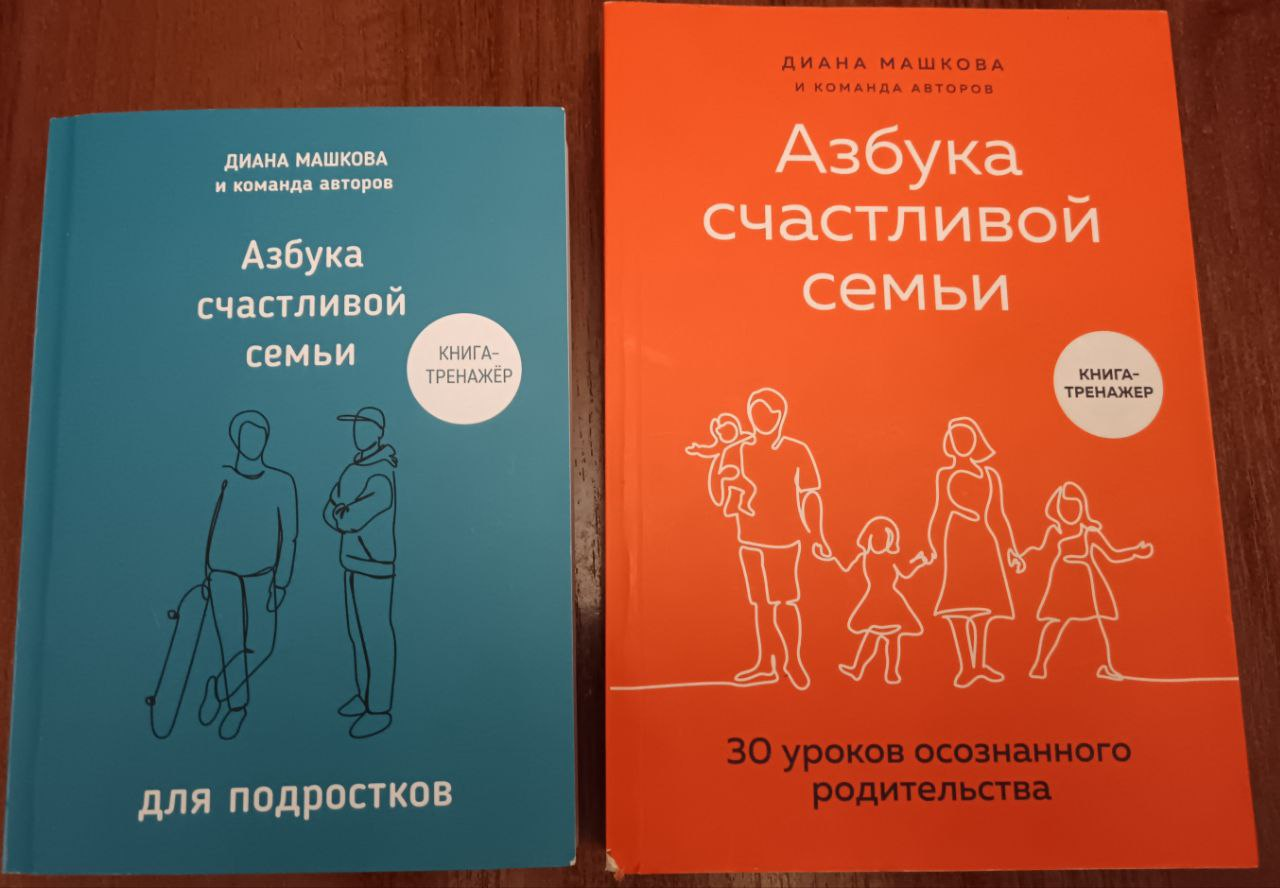 ДИАНА МАШКОВА
и команда авторов
Азбука
счастливой
семьи
КНИГА-
ТРЕНАЖЁР
для подростков
ДИАНА МАШКОВА
И КОМАНДА АВТОРОВ
Азбука
счастливой
семьи
КНИГА-
ТРЕНАЖЕР
30 уроков осознанного
родительства